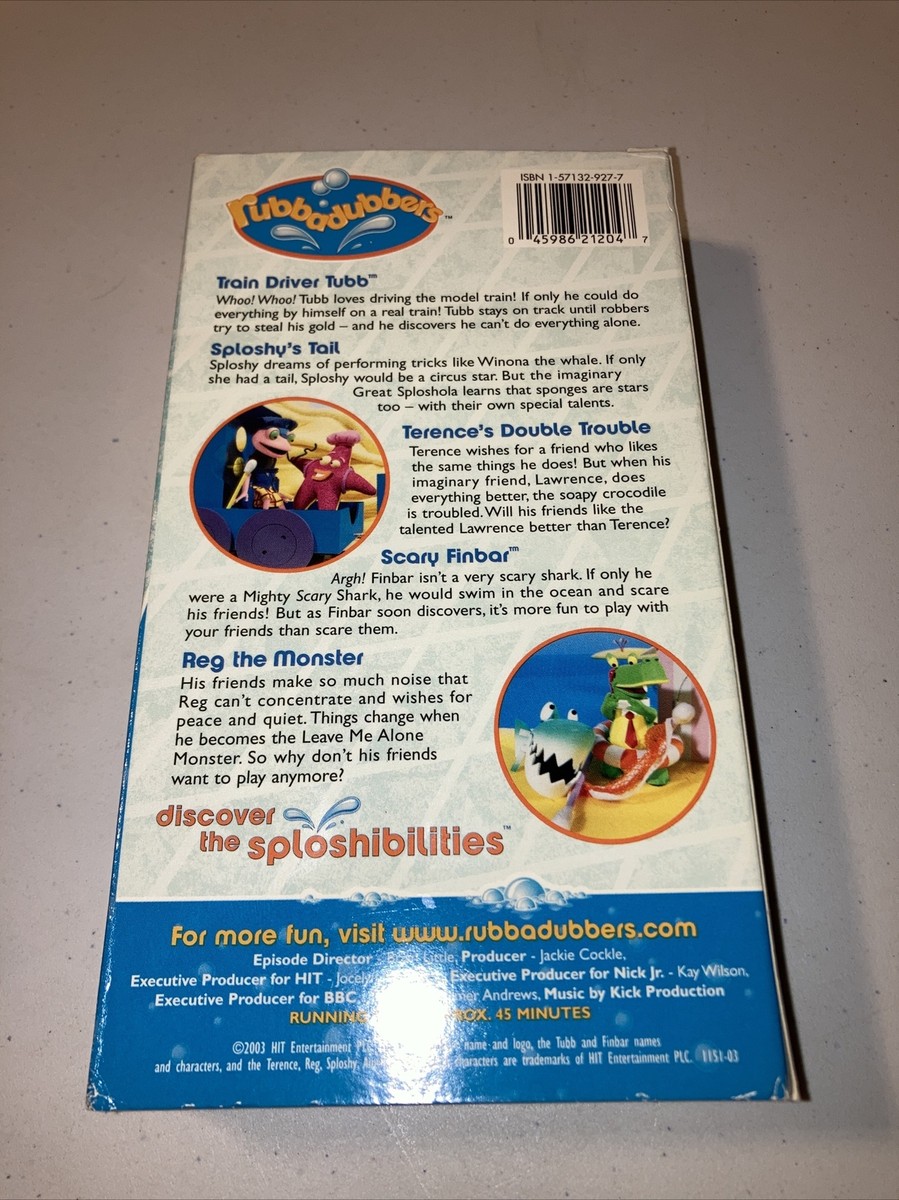 rubbadubbers™
ISBN 1-57132-927-7
0 45986 21204 7
Train Driver Tubb™
Whoo! Whoo! Tubb loves driving the model train! If only he could do
everything by himself on a real train! Tubb stays on track until robbers
try to steal his gold – and he discovers he can't do everything alone.
Sploshy's Tail
Sploshy dreams of performing tricks like Winona the whale. If only
she had a tail, Sploshy would be a circus star. But the imaginary
Great Sploshola learns that sponges are stars
too – with their own special talents.
Terence's Double Trouble
Terence wishes for a friend who likes
the same things he does! But when his
imaginary friend, Lawrence, does
everything better, the soapy crocodile
is troubled. Will his friends like the
talented Lawrence better than Terence?
Scary Finbar™
Argh! Finbar isn't a very scary shark. If only he
were a Mighty Scary Shark, he would swim in the ocean and scare
his friends! But as Finbar soon discovers, it's more fun to play with
your friends than scare them.
Reg the Monster
His friends make so much noise that
Reg can't concentrate and wishes for
peace and quiet. Things change when
he becomes the Leave Me Alone
Monster. So why don't his friends
want to play anymore?
discover
the sploshibilities™
For more fun, visit www.rubbadubbers.com
Episode Director Little, Producer - Jackie Cockle,
Executive Producer for HIT - Executive Producer for Nick Jr. - Kay Wilson,
Executive Producer for BBC Andrews, Music by Kick Production
RUNNING 45 MINUTES
©2003 HIT Entertainment name and logo, the Tubb and Finbar names
and characters, and the Terence, Reg, Sploshy, characters are trademarks of HIT Entertainment PLC. 1151-03